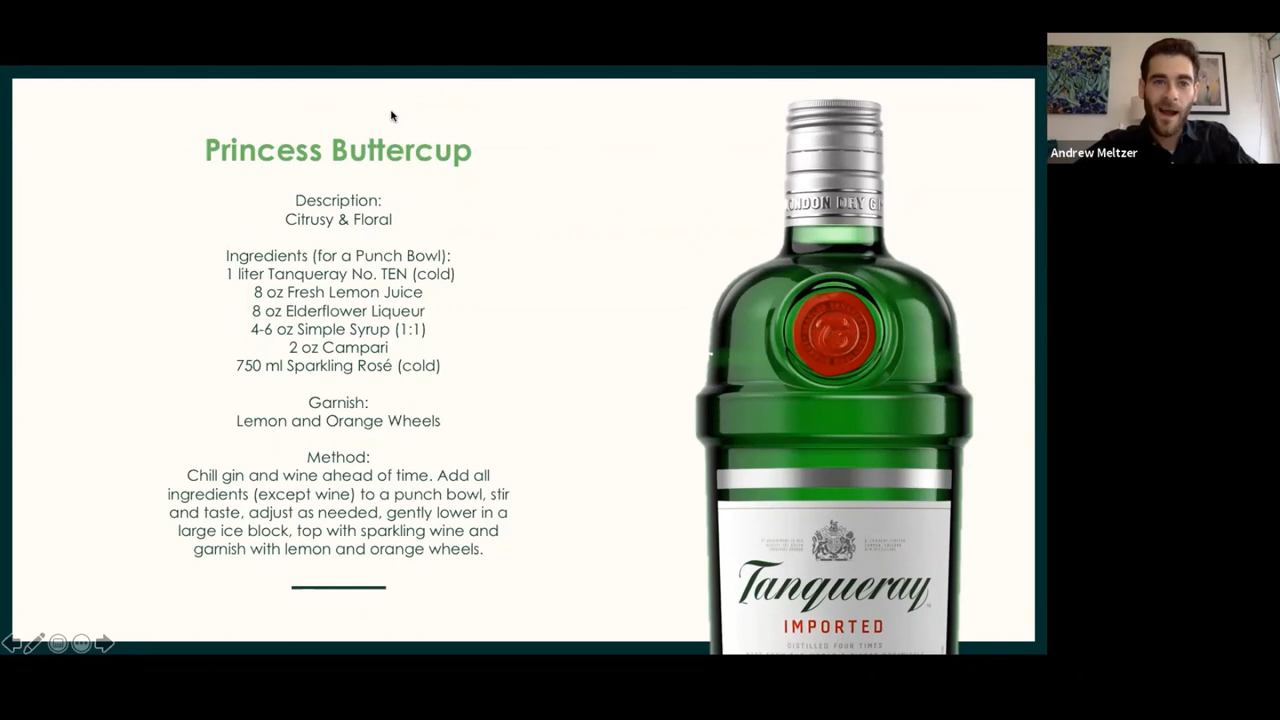 Princess Buttercup
Description:
Citrusy & Floral
Ingredients (for a Punch Bowl):
1 liter Tanqueray No. TEN (cold)
8 oz Fresh Lemon Juice
8 oz Elderflower Liqueur
4-6 oz Simple Syrup (1:1)
2 oz Campari
750 ml Sparkling Rosé (cold)
Garnish:
Lemon and Orange Wheels
Method:
Chill gin and wine ahead of time. Add all
ingredients (except wine) to a punch bowl, stir
and taste, adjust as needed, gently lower in a
large ice block, top with sparkling wine and
garnish with lemon and orange wheels.
LONDON DRY GI
Tanqueray
IMPORTED
DISTILLED FOUR TIMES
Andrew Meltzer